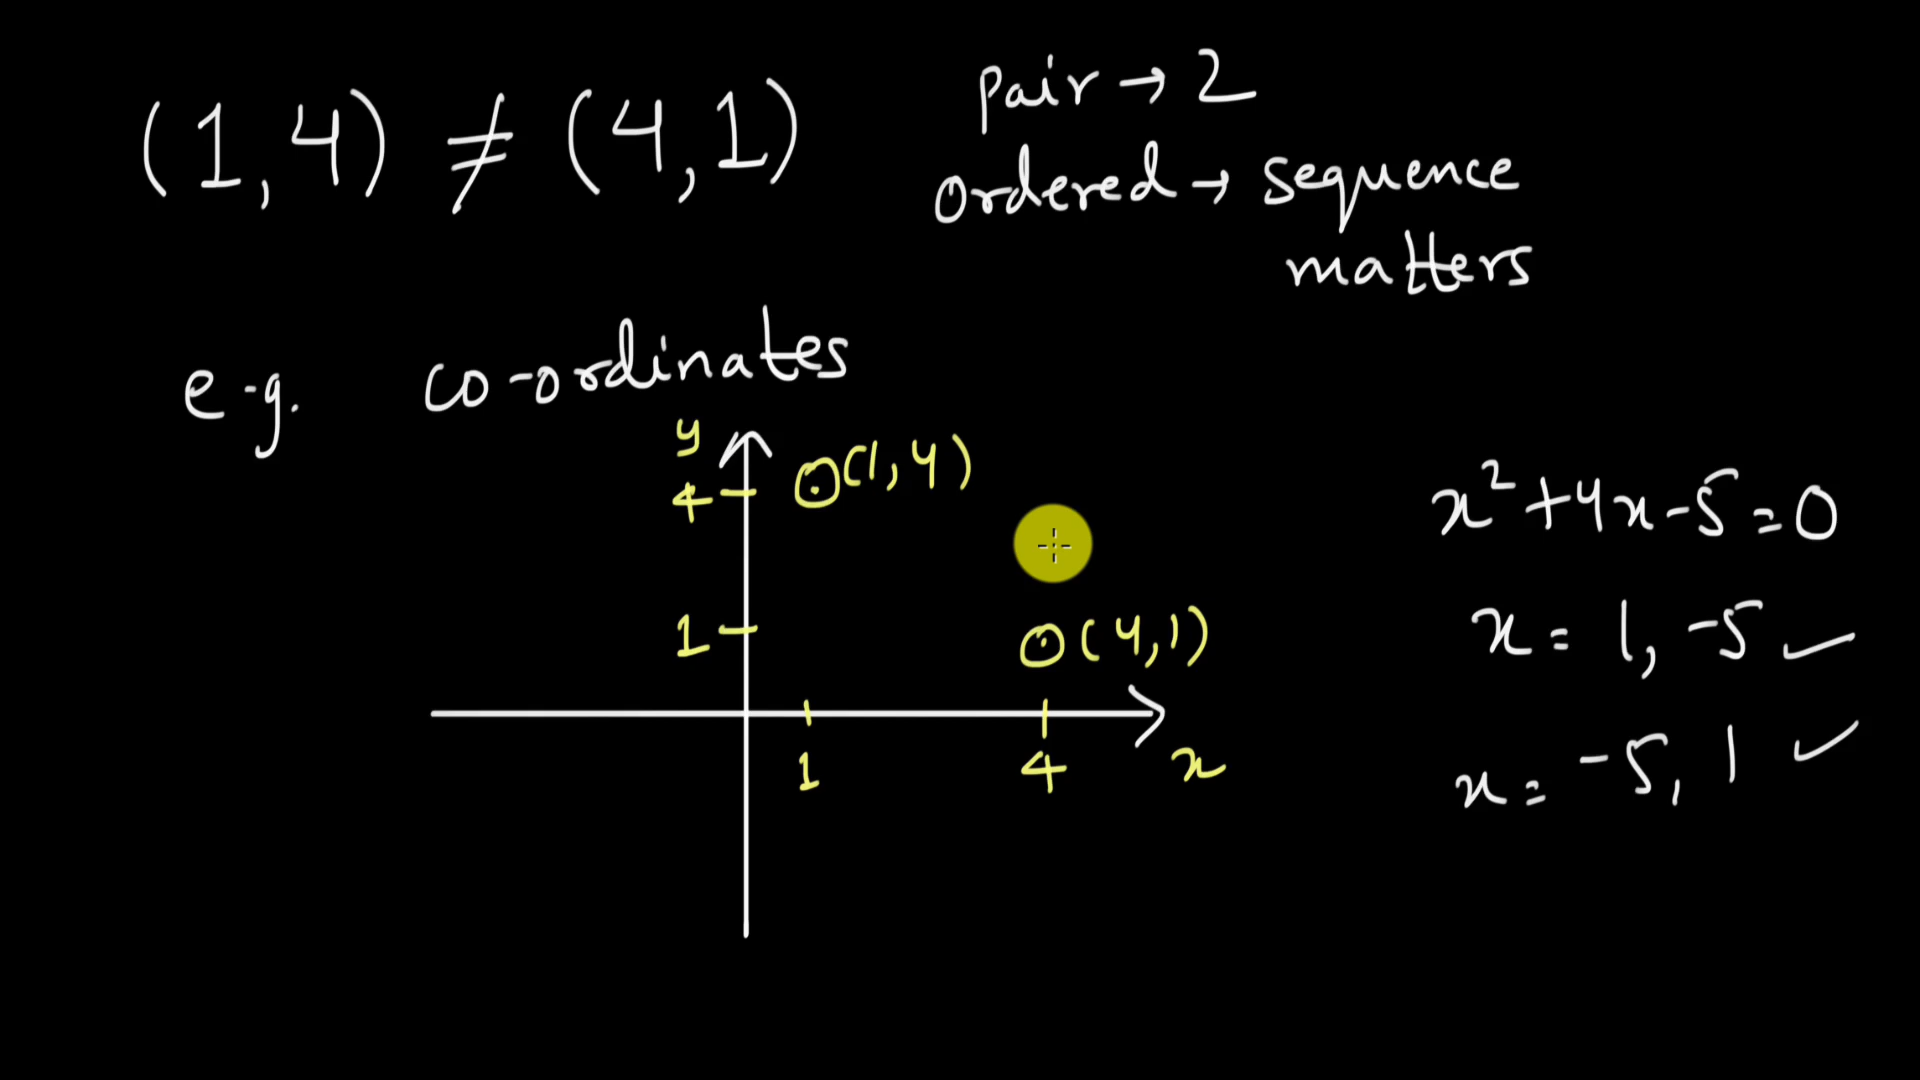 (1,4) ≠ (4,1)
pair → 2
ordered → sequence
matters
e.g. co-ordinates
y
4
(1,4)
1
(4,1)
1
4
x
x²+4x-5=0
x= 1, -5 ✓
x= -5, 1 ✓